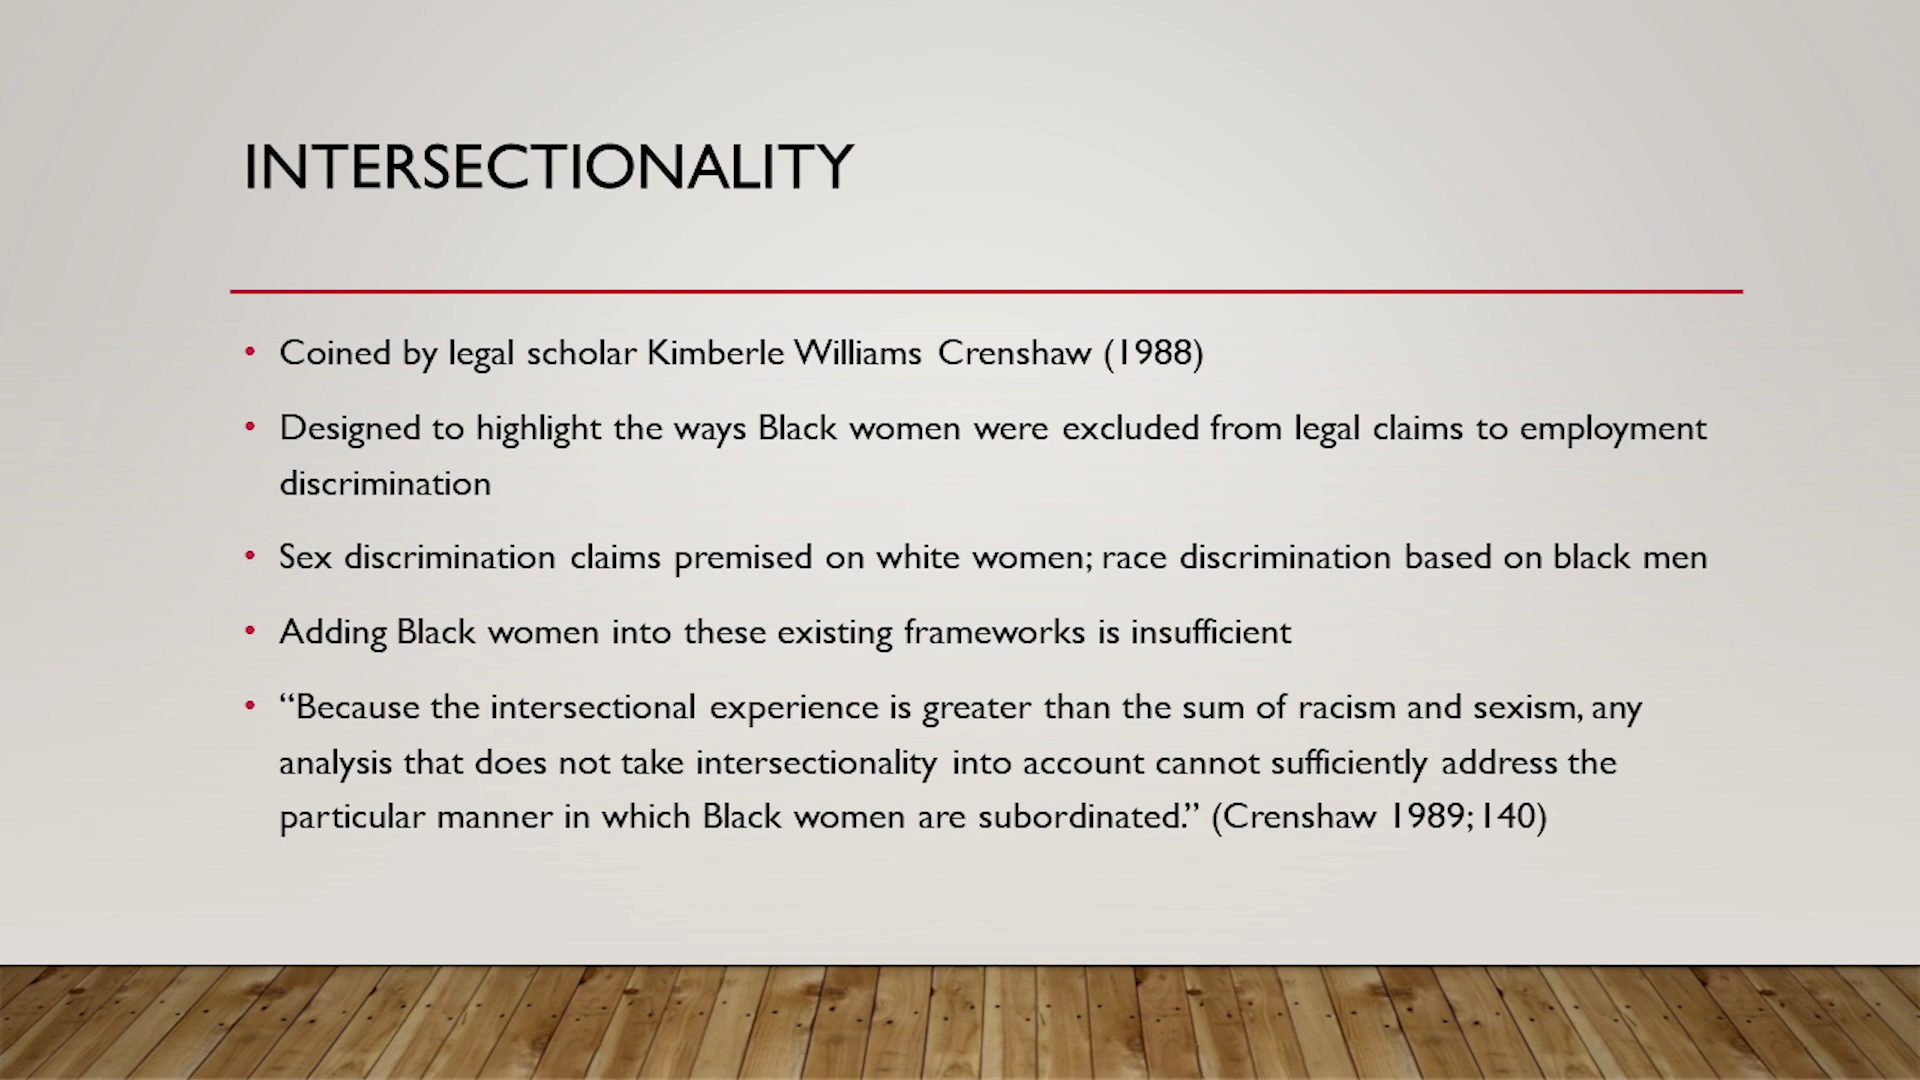 INTERSECTIONALITY
• Coined by legal scholar Kimberle Williams Crenshaw (1988)
• Designed to highlight the ways Black women were excluded from legal claims to employment
discrimination
• Sex discrimination claims premised on white women; race discrimination based on black men
• Adding Black women into these existing frameworks is insufficient
• “Because the intersectional experience is greater than the sum of racism and sexism, any
analysis that does not take intersectionality into account cannot sufficiently address the
particular manner in which Black women are subordinated.” (Crenshaw 1989;140)